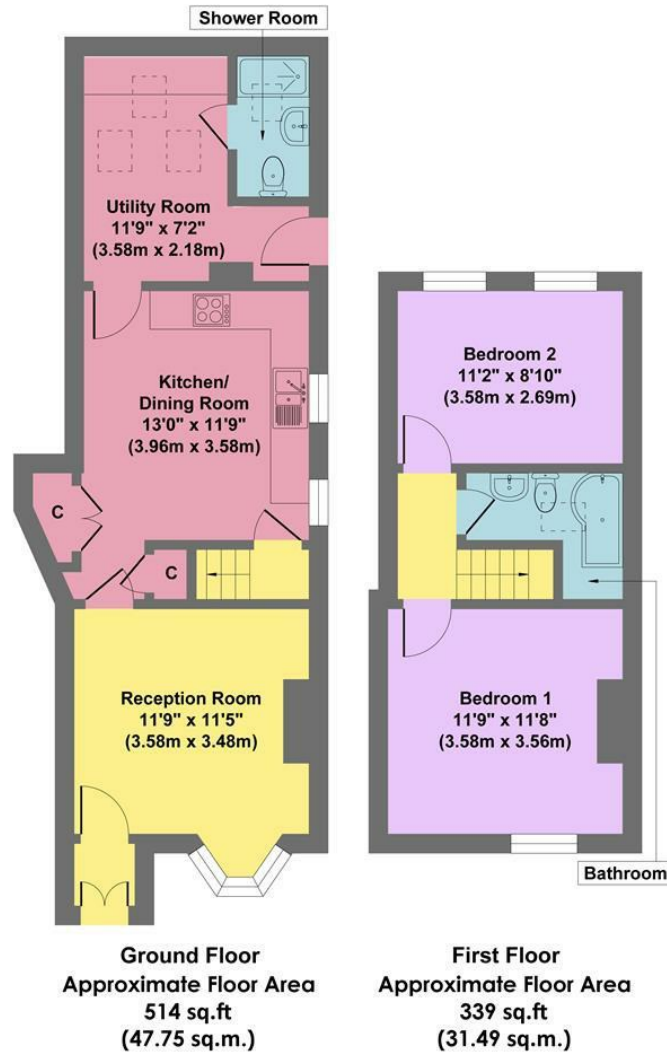 Shower Room
Utility Room
11'9" x 7'2"
(3.58m x 2.18m)
Kitchen/
Dining Room
13'0" x 11'9"
(3.96m x 3.58m)
C
C
Reception Room
11'9" x 11'5"
(3.58m x 3.48m)
Bedroom 2
11'2" x 8'10"
(3.58m x 2.69m)
Bedroom 1
11'9" x 11'8"
(3.58m x 3.56m)
Bathroom
Ground Floor
Approximate Floor Area
514 sq.ft
(47.75 sq.m.)
First Floor
Approximate Floor Area
339 sq.ft
(31.49 sq.m.)